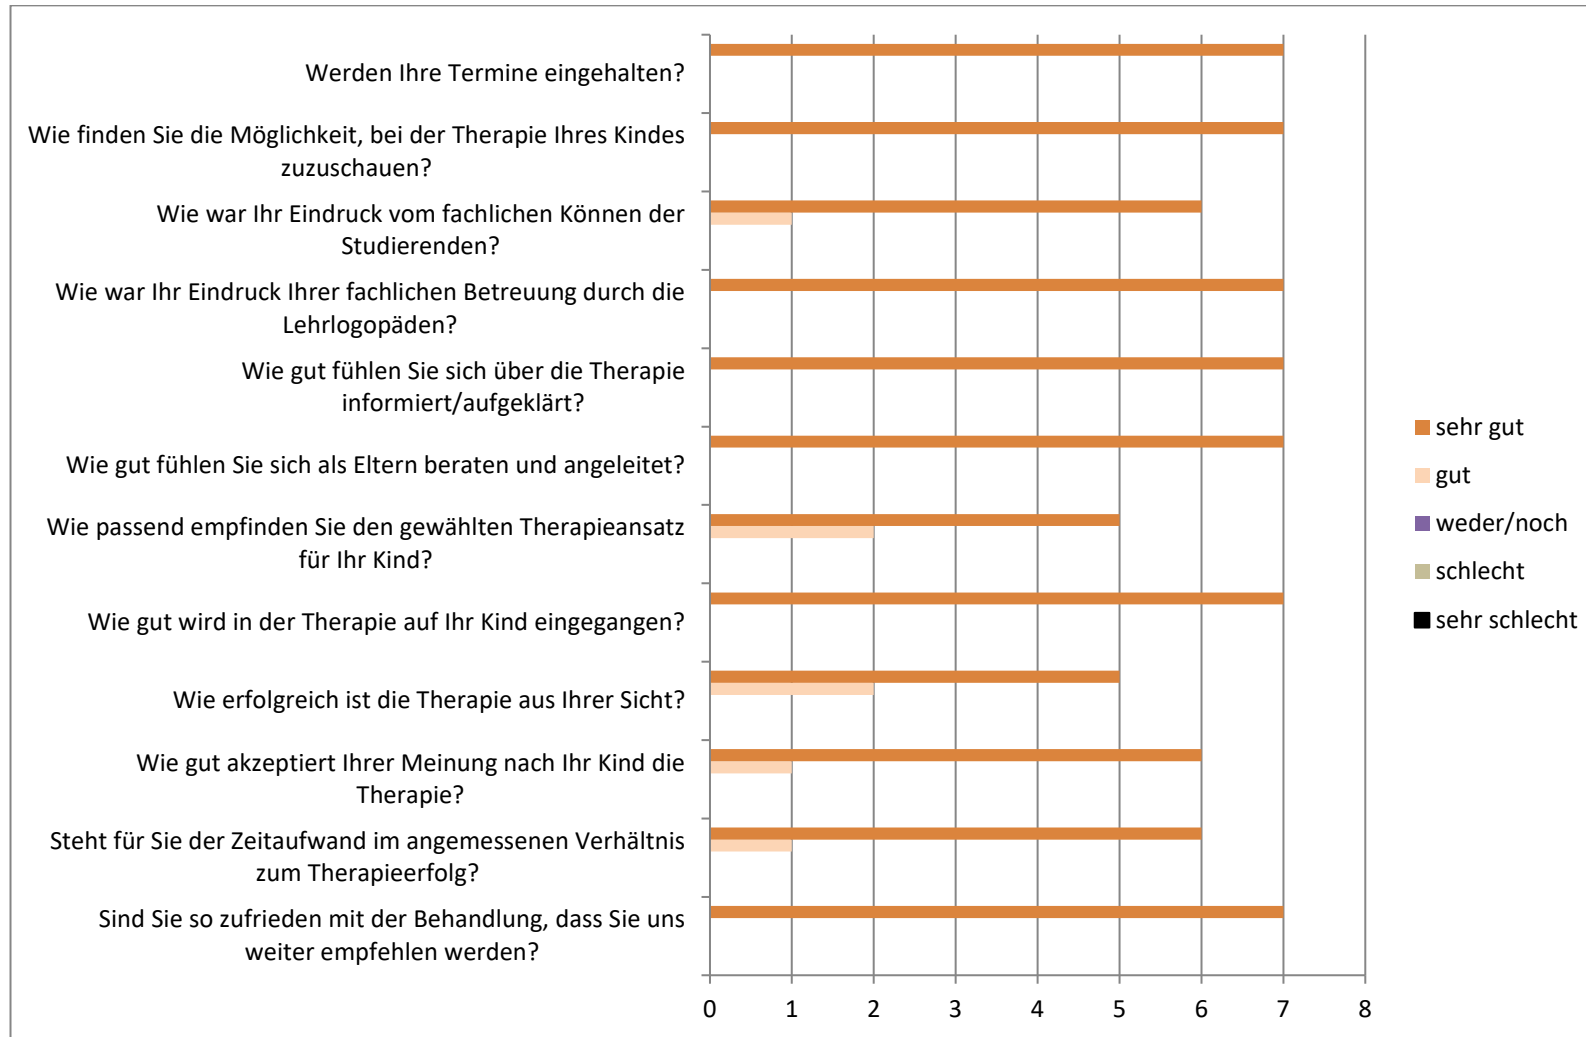 Werden Ihre Termine eingehalten?
Wie finden Sie die Möglichkeit, bei der Therapie Ihres Kindes
zuzuschauen?
Wie war Ihr Eindruck vom fachlichen Können der
Studierenden?
Wie war Ihr Eindruck Ihrer fachlichen Betreuung durch die
Lehrlogopäden?
Wie gut fühlen Sie sich über die Therapie
informiert/aufgeklärt?
Wie gut fühlen Sie sich als Eltern beraten und angeleitet?
Wie passend empfinden Sie den gewählten Therapieansatz
für Ihr Kind?
Wie gut wird in der Therapie auf Ihr Kind eingegangen?
Wie erfolgreich ist die Therapie aus Ihrer Sicht?
Wie gut akzeptiert Ihrer Meinung nach Ihr Kind die
Therapie?
Steht für Sie der Zeitaufwand im angemessenen Verhältnis
zum Therapieerfolg?
Sind Sie so zufrieden mit der Behandlung, dass Sie uns
weiter empfehlen werden?
0 1 2 3 4 5 6 7 8
sehr gut
gut
weder/noch
schlecht
sehr schlecht